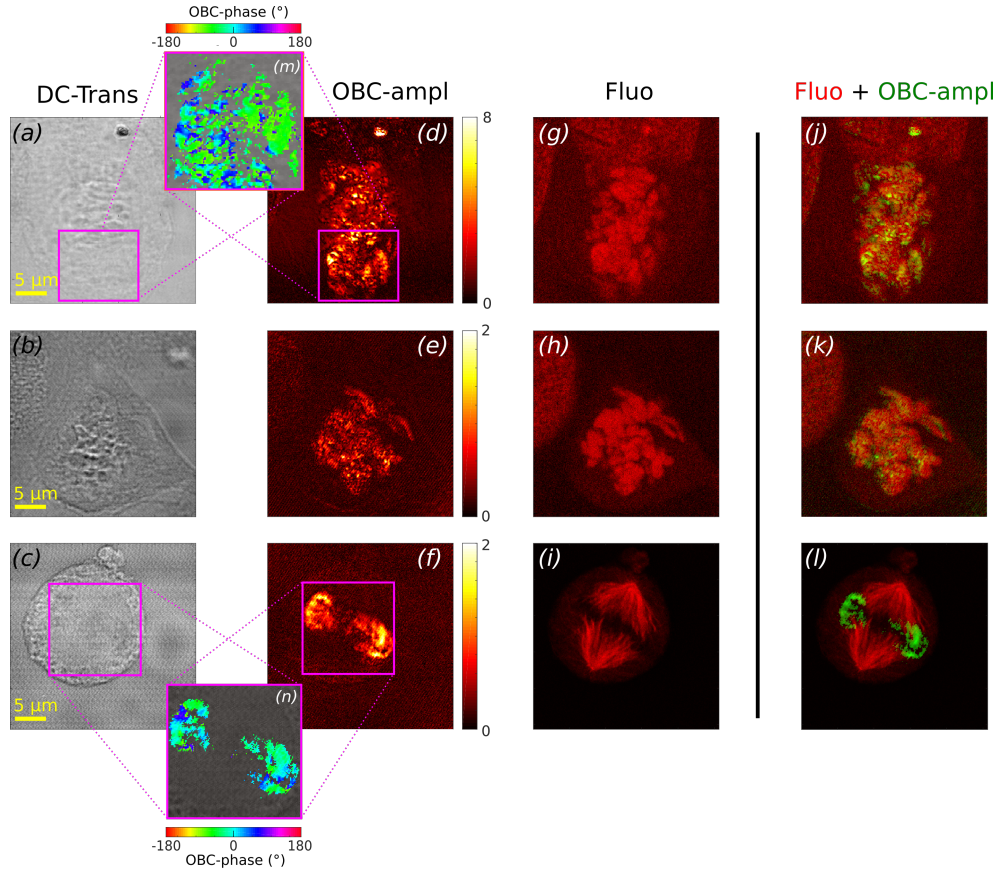 OBC-phase (°)
-180 0 180
(m)
DC-Trans OBC-ampl Fluo Fluo + OBC-ampl
(a) (d) 8 (g) (j)
5 μm 0
(b) (e) 2 (h) (k)
5 μm 0
(c) (f) 2 (i) (l)
5 μm 0
(n)
-180 0 180
OBC-phase (°)